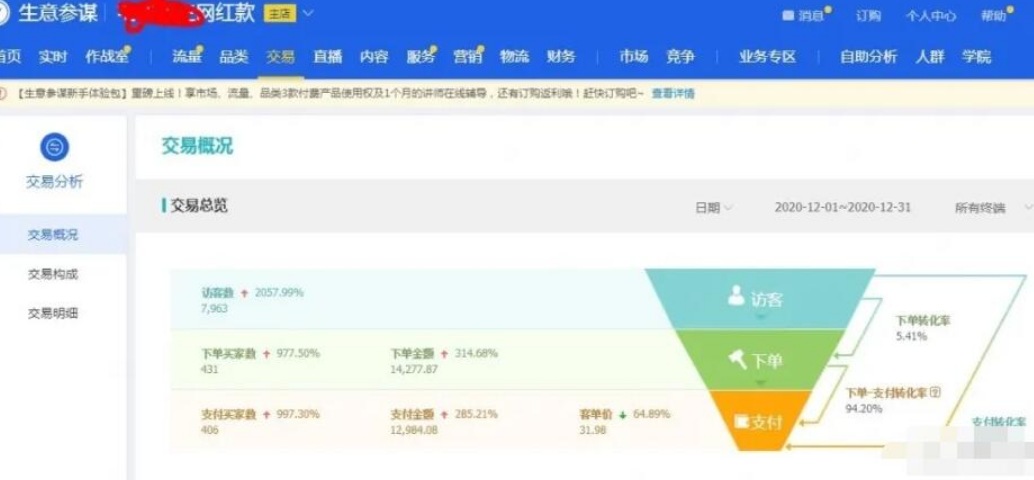 生意参谋 网红款 主店 消息 订购 个人中心 帮助
首页 实时 作战室 流量 品类 交易 直播 内容 服务 营销 物流 财务 市场 竞争 业务专区 自助分析 人群 学院
【生意参谋新手体验包】重磅上线！享市场、流量、品类3款付费产品使用权及1个月的讲师在线辅导，还有订购返利哦！赶快订购吧~ 查看详情
交易分析
交易概况
交易构成
交易明细
交易概况
交易总览 日期 2020-12-01~2020-12-31 所有终端
访客数 2057.99%
7,963
下单买家数 977.50% 下单金额 314.68%
431 14,277.87
支付买家数 997.30% 支付金额 285.21% 客单价 64.89%
406 12,984.08 31.98
访客
下单
支付
下单转化率
5.41%
下单-支付转化率
94.20%
支付转化率